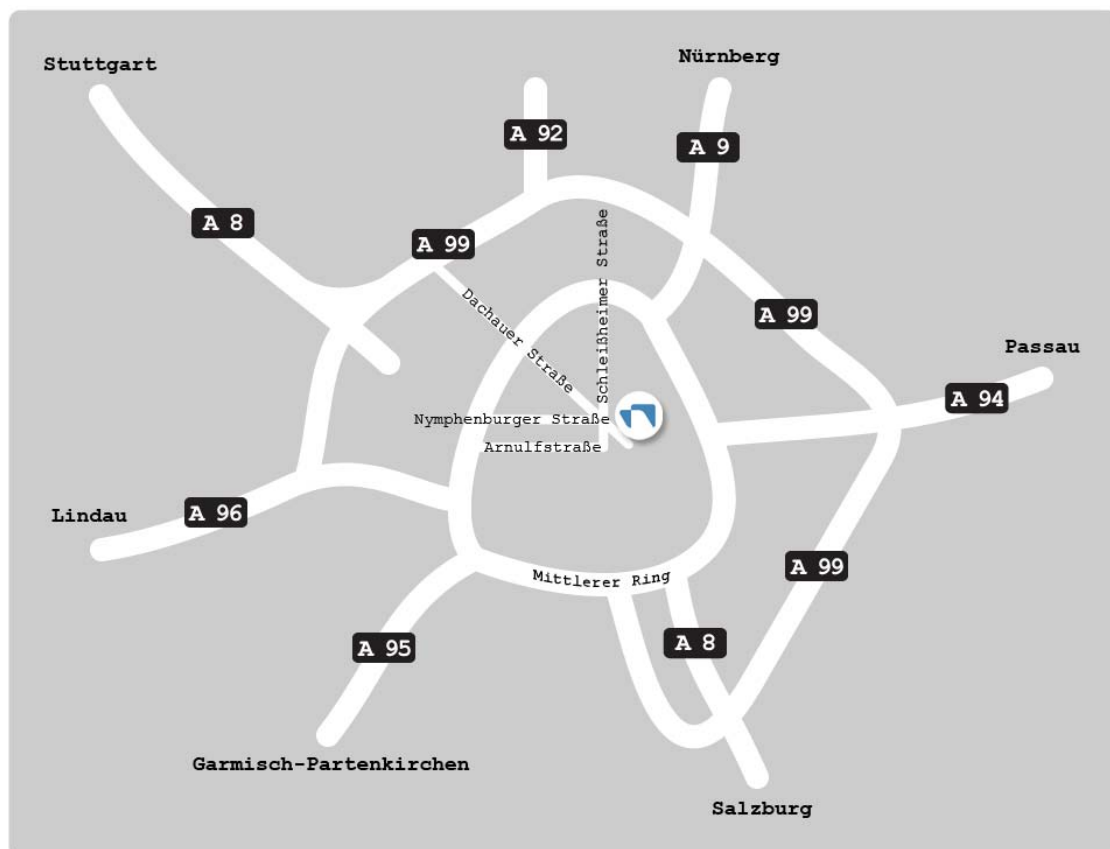 Nürnberg
Stuttgart
A 92
A 9
A 8
A 99
Schleißheimer Straße
Dachauer Straße
A 99
Passau
A 94
Nymphenburger Straße
Arnulfstraße
Lindau
A 96
A 99
Mittlerer Ring
A 8
A 95
Garmisch-Partenkirchen
Salzburg